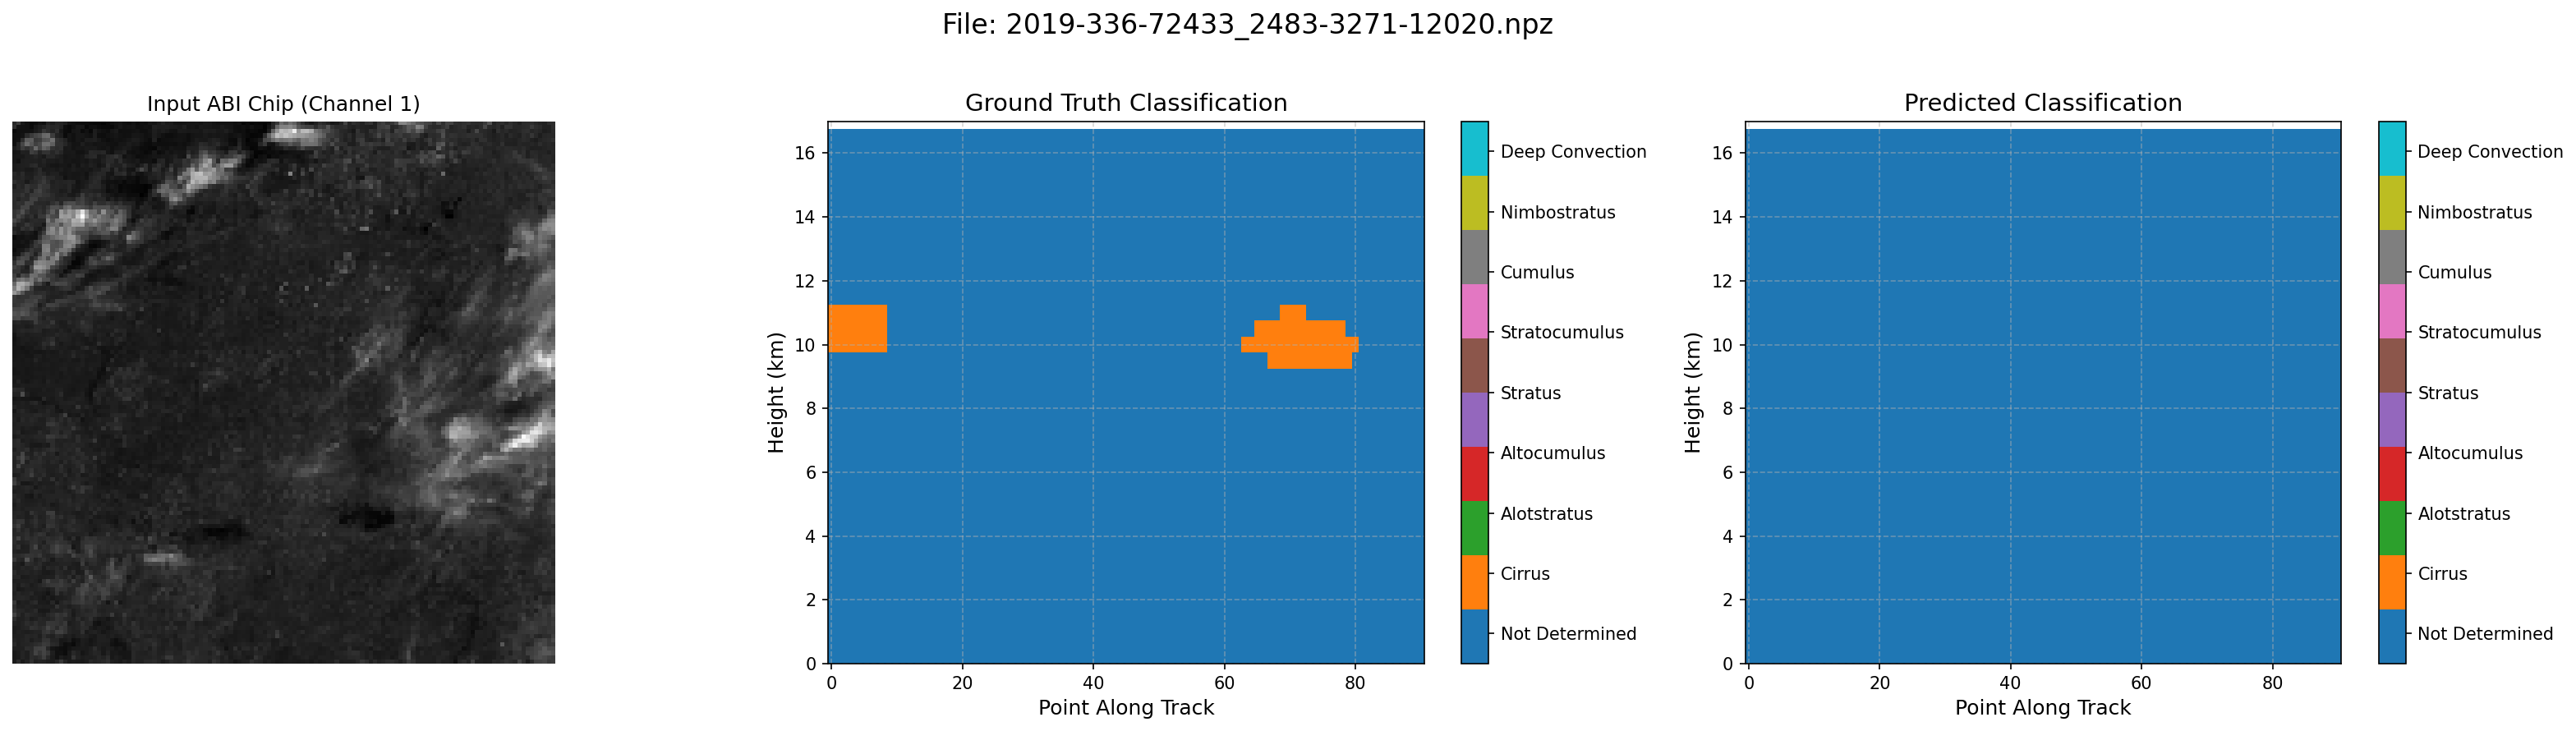 File: 2019-336-72433_2483-3271-12020.npz
Input ABI Chip (Channel 1)
Ground Truth Classification
Height (km)
16
14
12
10
8
6
4
2
0
0 20 40 60 80
Point Along Track
Deep Convection
Nimbostratus
Cumulus
Stratocumulus
Stratus
Altocumulus
Alotstratus
Cirrus
Not Determined
Predicted Classification
Height (km)
16
14
12
10
8
6
4
2
0
0 20 40 60 80
Point Along Track
Deep Convection
Nimbostratus
Cumulus
Stratocumulus
Stratus
Altocumulus
Alotstratus
Cirrus
Not Determined